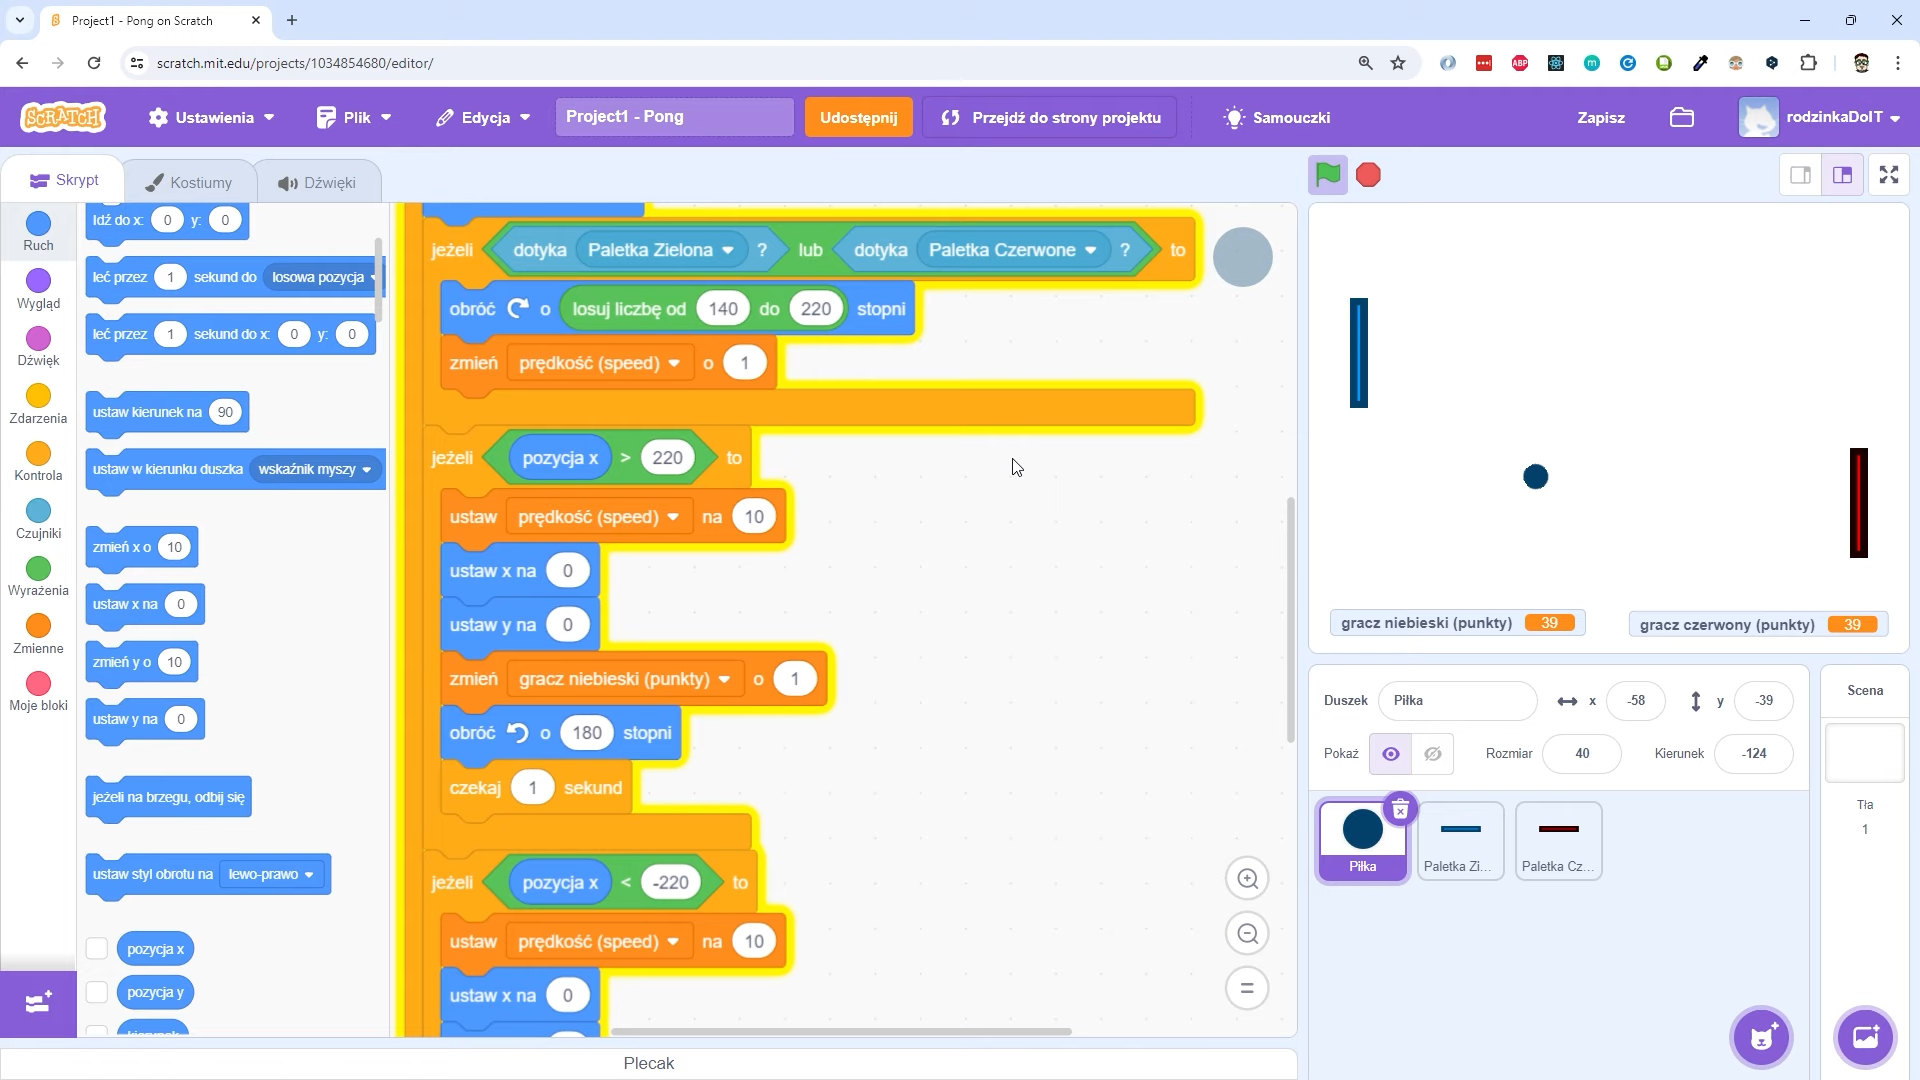 Project1 - Pong on Scratch
scratch.mit.edu/projects/1034854680/editor/
ABP
SCRATCH
Ustawienia
Plik
Edycja
Project1 - Pong
Udostępnij
Przejdź do strony projektu
Samouczki
Zapisz
rodzinkaDoIT
Skrypt
Kostiumy
Dźwięki
Ruch
Wygląd
Dźwięk
Zdarzenia
Kontrola
Czujniki
Wyrażenia
Zmienne
Moje bloki
Idź do x: 0 y: 0
leć przez 1 sekund do losowa pozycja
leć przez 1 sekund do x: 0 y: 0
ustaw kierunek na 90
ustaw w kierunku duszka wskaźnik myszy
zmień x o 10
ustaw x na 0
zmień y o 10
ustaw y na 0
jeżeli na brzegu, odbij się
ustaw styl obrotu na lewo-prawo
pozycja x
pozycja y
kierunek
jeżeli dotyka Paletka Zielona ? lub dotyka Paletka Czerwone ? to
obróć o losuj liczbę od 140 do 220 stopni
zmień prędkość (speed) o 1
jeżeli pozycja x > 220 to
ustaw prędkość (speed) na 10
ustaw x na 0
ustaw y na 0
zmień gracz niebieski (punkty) o 1
obróć o 180 stopni
czekaj 1 sekund
jeżeli pozycja x < -220 to
ustaw prędkość (speed) na 10
ustaw x na 0
Plecak
gracz niebieski (punkty) 39
gracz czerwony (punkty) 39
Duszek Piłka x -58 y -39
Pokaż Rozmiar 40 Kierunek -124
Piłka
Paletka Zi...
Paletka Cz...
Scena
Tła
1